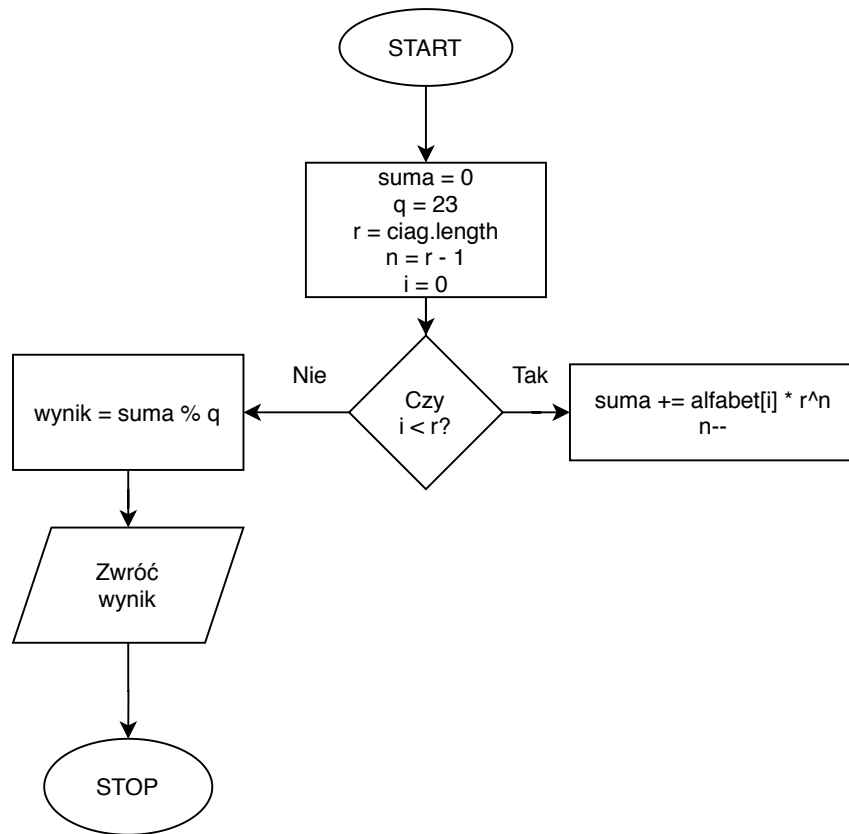 START
suma = 0
q = 23
r = ciag.length
n = r - 1
i = 0
Nie
Tak
wynik = suma % q
Czy
i < r?
suma += alfabet[i] * r^n
n--
Zwróć
wynik
STOP